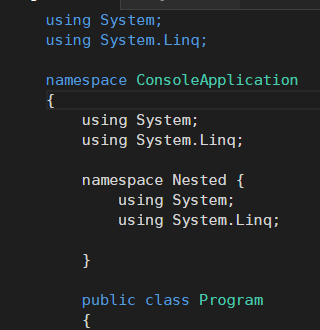 using System;
using System.Linq;
namespace ConsoleApplication
{
using System;
using System.Linq;
namespace Nested {
using System;
using System.Linq;
}
public class Program
{